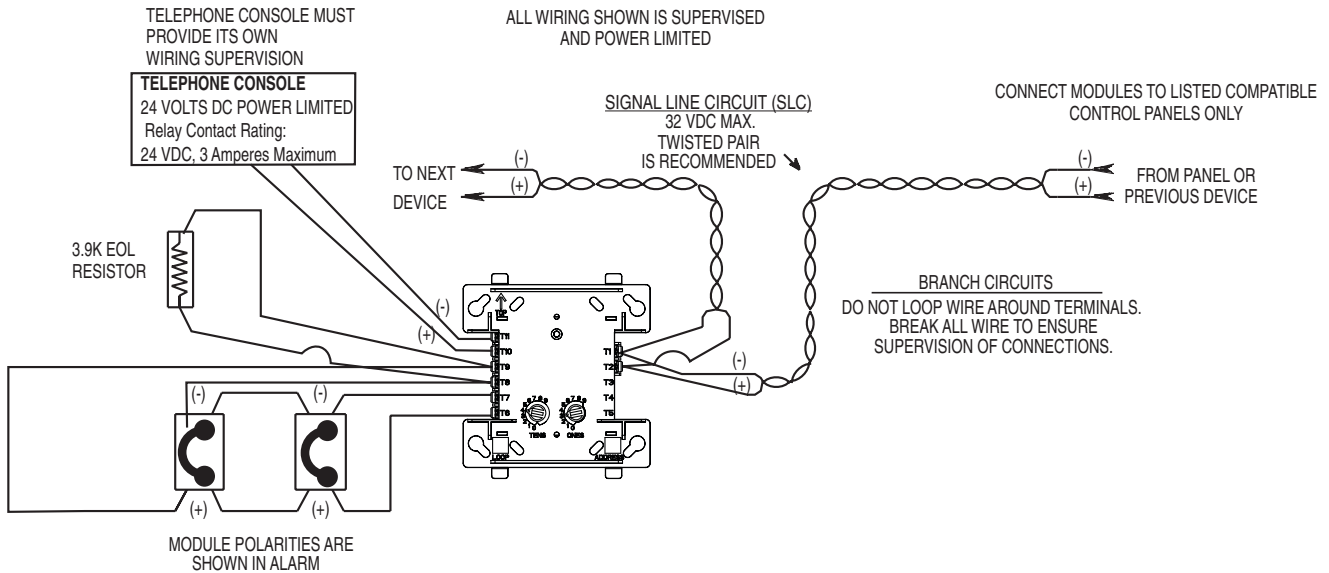 TELEPHONE CONSOLE MUST
PROVIDE ITS OWN
WIRING SUPERVISION
TELEPHONE CONSOLE
24 VOLTS DC POWER LIMITED
Relay Contact Rating:
24 VDC, 3 Amperes Maximum
ALL WIRING SHOWN IS SUPERVISED
AND POWER LIMITED
SIGNAL LINE CIRCUIT (SLC)
32 VDC MAX.
TWISTED PAIR
IS RECOMMENDED
CONNECT MODULES TO LISTED COMPATIBLE
CONTROL PANELS ONLY
TO NEXT
DEVICE
(-)
(+)
(-)
(+)
FROM PANEL OR
PREVIOUS DEVICE
3.9K EOL
RESISTOR
BRANCH CIRCUITS
DO NOT LOOP WIRE AROUND TERMINALS.
BREAK ALL WIRE TO ENSURE
SUPERVISION OF CONNECTIONS.
(-)
(+)
TOP
T11
T10
T9
T8
T7
T6
T1
T2
T3
T4
T5
(-)
(+)
TENS
ONES
LOOP
ADDRESS
(-)
(-)
(+)
(+)
MODULE POLARITIES ARE
SHOWN IN ALARM